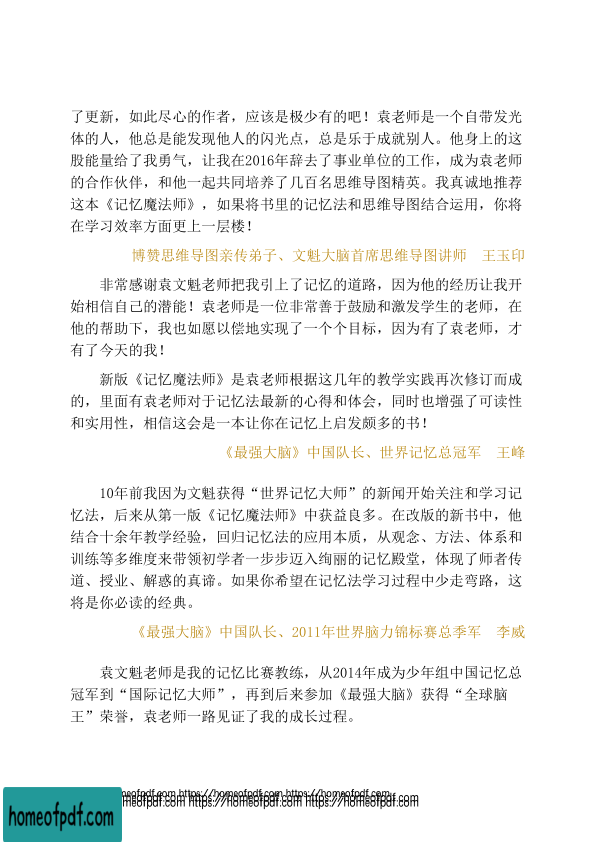 了更新，如此尽心的作者，应该是极少有的吧！袁老师是一个自带发光
体的人，他总是能发现他人的闪光点，总是乐于成就别人。他身上的这
股能量给了我勇气，让我在2016年辞去了事业单位的工作，成为袁老师
的合作伙伴，和他一起共同培养了几百名思维导图精英。我真诚地推荐
这本《记忆魔法师》，如果将书里的记忆法和思维导图结合运用，你将
在学习效率方面更上一层楼！
博赞思维导图亲传弟子、文魁大脑首席思维导图讲师　王玉印
非常感谢袁文魁老师把我引上了记忆的道路，因为他的经历让我开
始相信自己的潜能！袁老师是一位非常善于鼓励和激发学生的老师，在
他的帮助下，我也如愿以偿地实现了一个个目标，因为有了袁老师，才
有了今天的我！
新版《记忆魔法师》是袁老师根据这几年的教学实践再次修订而成
的，里面有袁老师对于记忆法最新的心得和体会，同时也增强了可读性
和实用性，相信这会是一本让你在记忆上启发颇多的书！
《最强大脑》中国队长、世界记忆总冠军　王峰
10年前我因为文魁获得“世界记忆大师”的新闻开始关注和学习记
忆法，后来从第一版《记忆魔法师》中获益良多。在改版的新书中，他
结合十余年教学经验，回归记忆法的应用本质，从观念、方法、体系和
训练等多维度来带领初学者一步步迈入绚丽的记忆殿堂，体现了师者传
道、授业、解惑的真谛。如果你希望在记忆法学习过程中少走弯路，这
将是你必读的经典。
《最强大脑》中国队长、2011年世界脑力锦标赛总季军　李威
袁文魁老师是我的记忆比赛教练，从2014年成为少年组中国记忆总
冠军到“国际记忆大师”，再到后来参加《最强大脑》获得“全球脑
王”荣誉，袁老师一路见证了我的成长过程。
homeofpdf.com https://homeofpdf.com https://homeofpdf.com
homeofpdf.com https://homeofpdf.com https://homeofpdf.com
homeofpdf.com